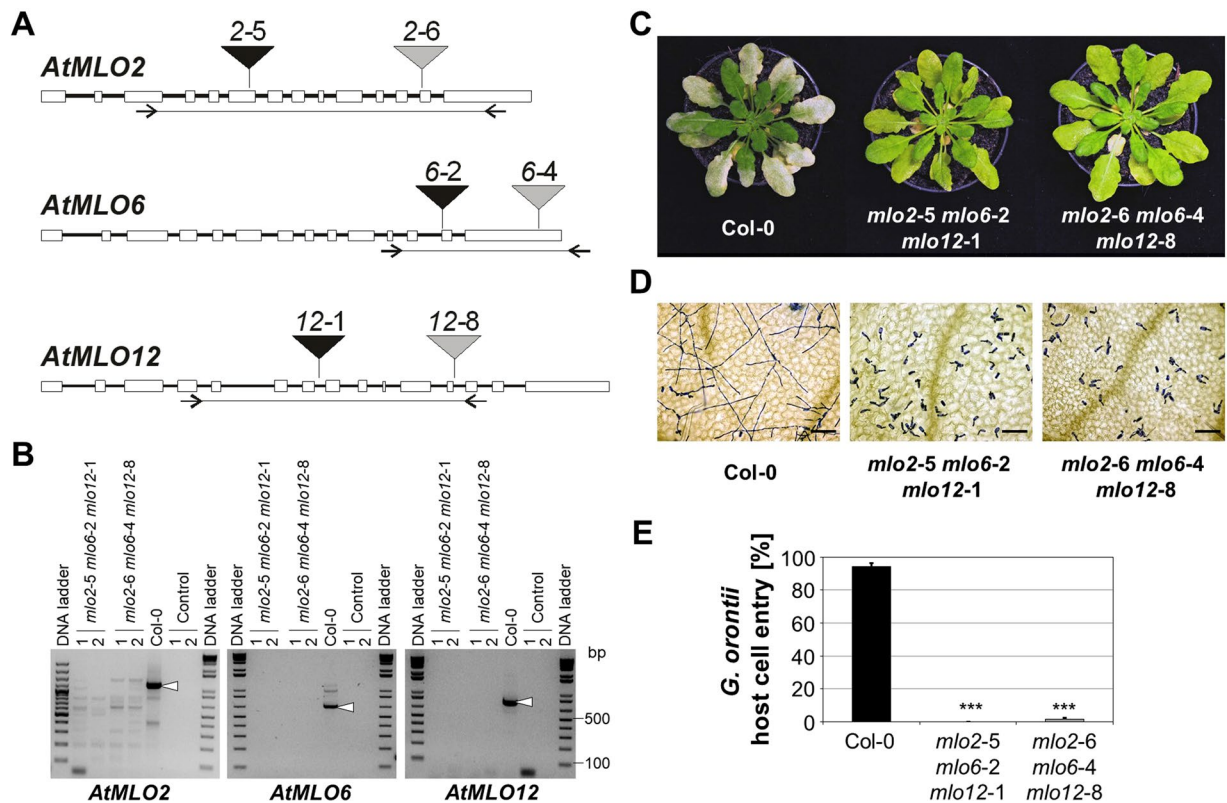 A
2-5
2-6
AtMLO2
6-2
6-4
AtMLO6
12-1
12-8
AtMLO12
B
DNA ladder
1
2
mlo2-5 mlo6-2 mlo12-1
1
2
mlo2-6 mlo6-4 mlo12-8
Col-0
1
2
Control
DNA ladder
1
2
mlo2-5 mlo6-2 mlo12-1
1
2
mlo2-6 mlo6-4 mlo12-8
Col-0
1
2
Control
DNA ladder
1
2
mlo2-5 mlo6-2 mlo12-1
1
2
mlo2-6 mlo6-4 mlo12-8
Col-0
1
2
Control
DNA ladder
bp
500
100
AtMLO2
AtMLO6
AtMLO12
C
Col-0
mlo2-5 mlo6-2
mlo12-1
mlo2-6 mlo6-4
mlo12-8
D
Col-0
mlo2-5 mlo6-2
mlo12-1
mlo2-6 mlo6-4
mlo12-8
E
G. orontii
host cell entry [%]
100
80
60
40
20
0
***
***
Col-0
mlo2-5
mlo6-2
mlo12-1
mlo2-6
mlo6-4
mlo12-8